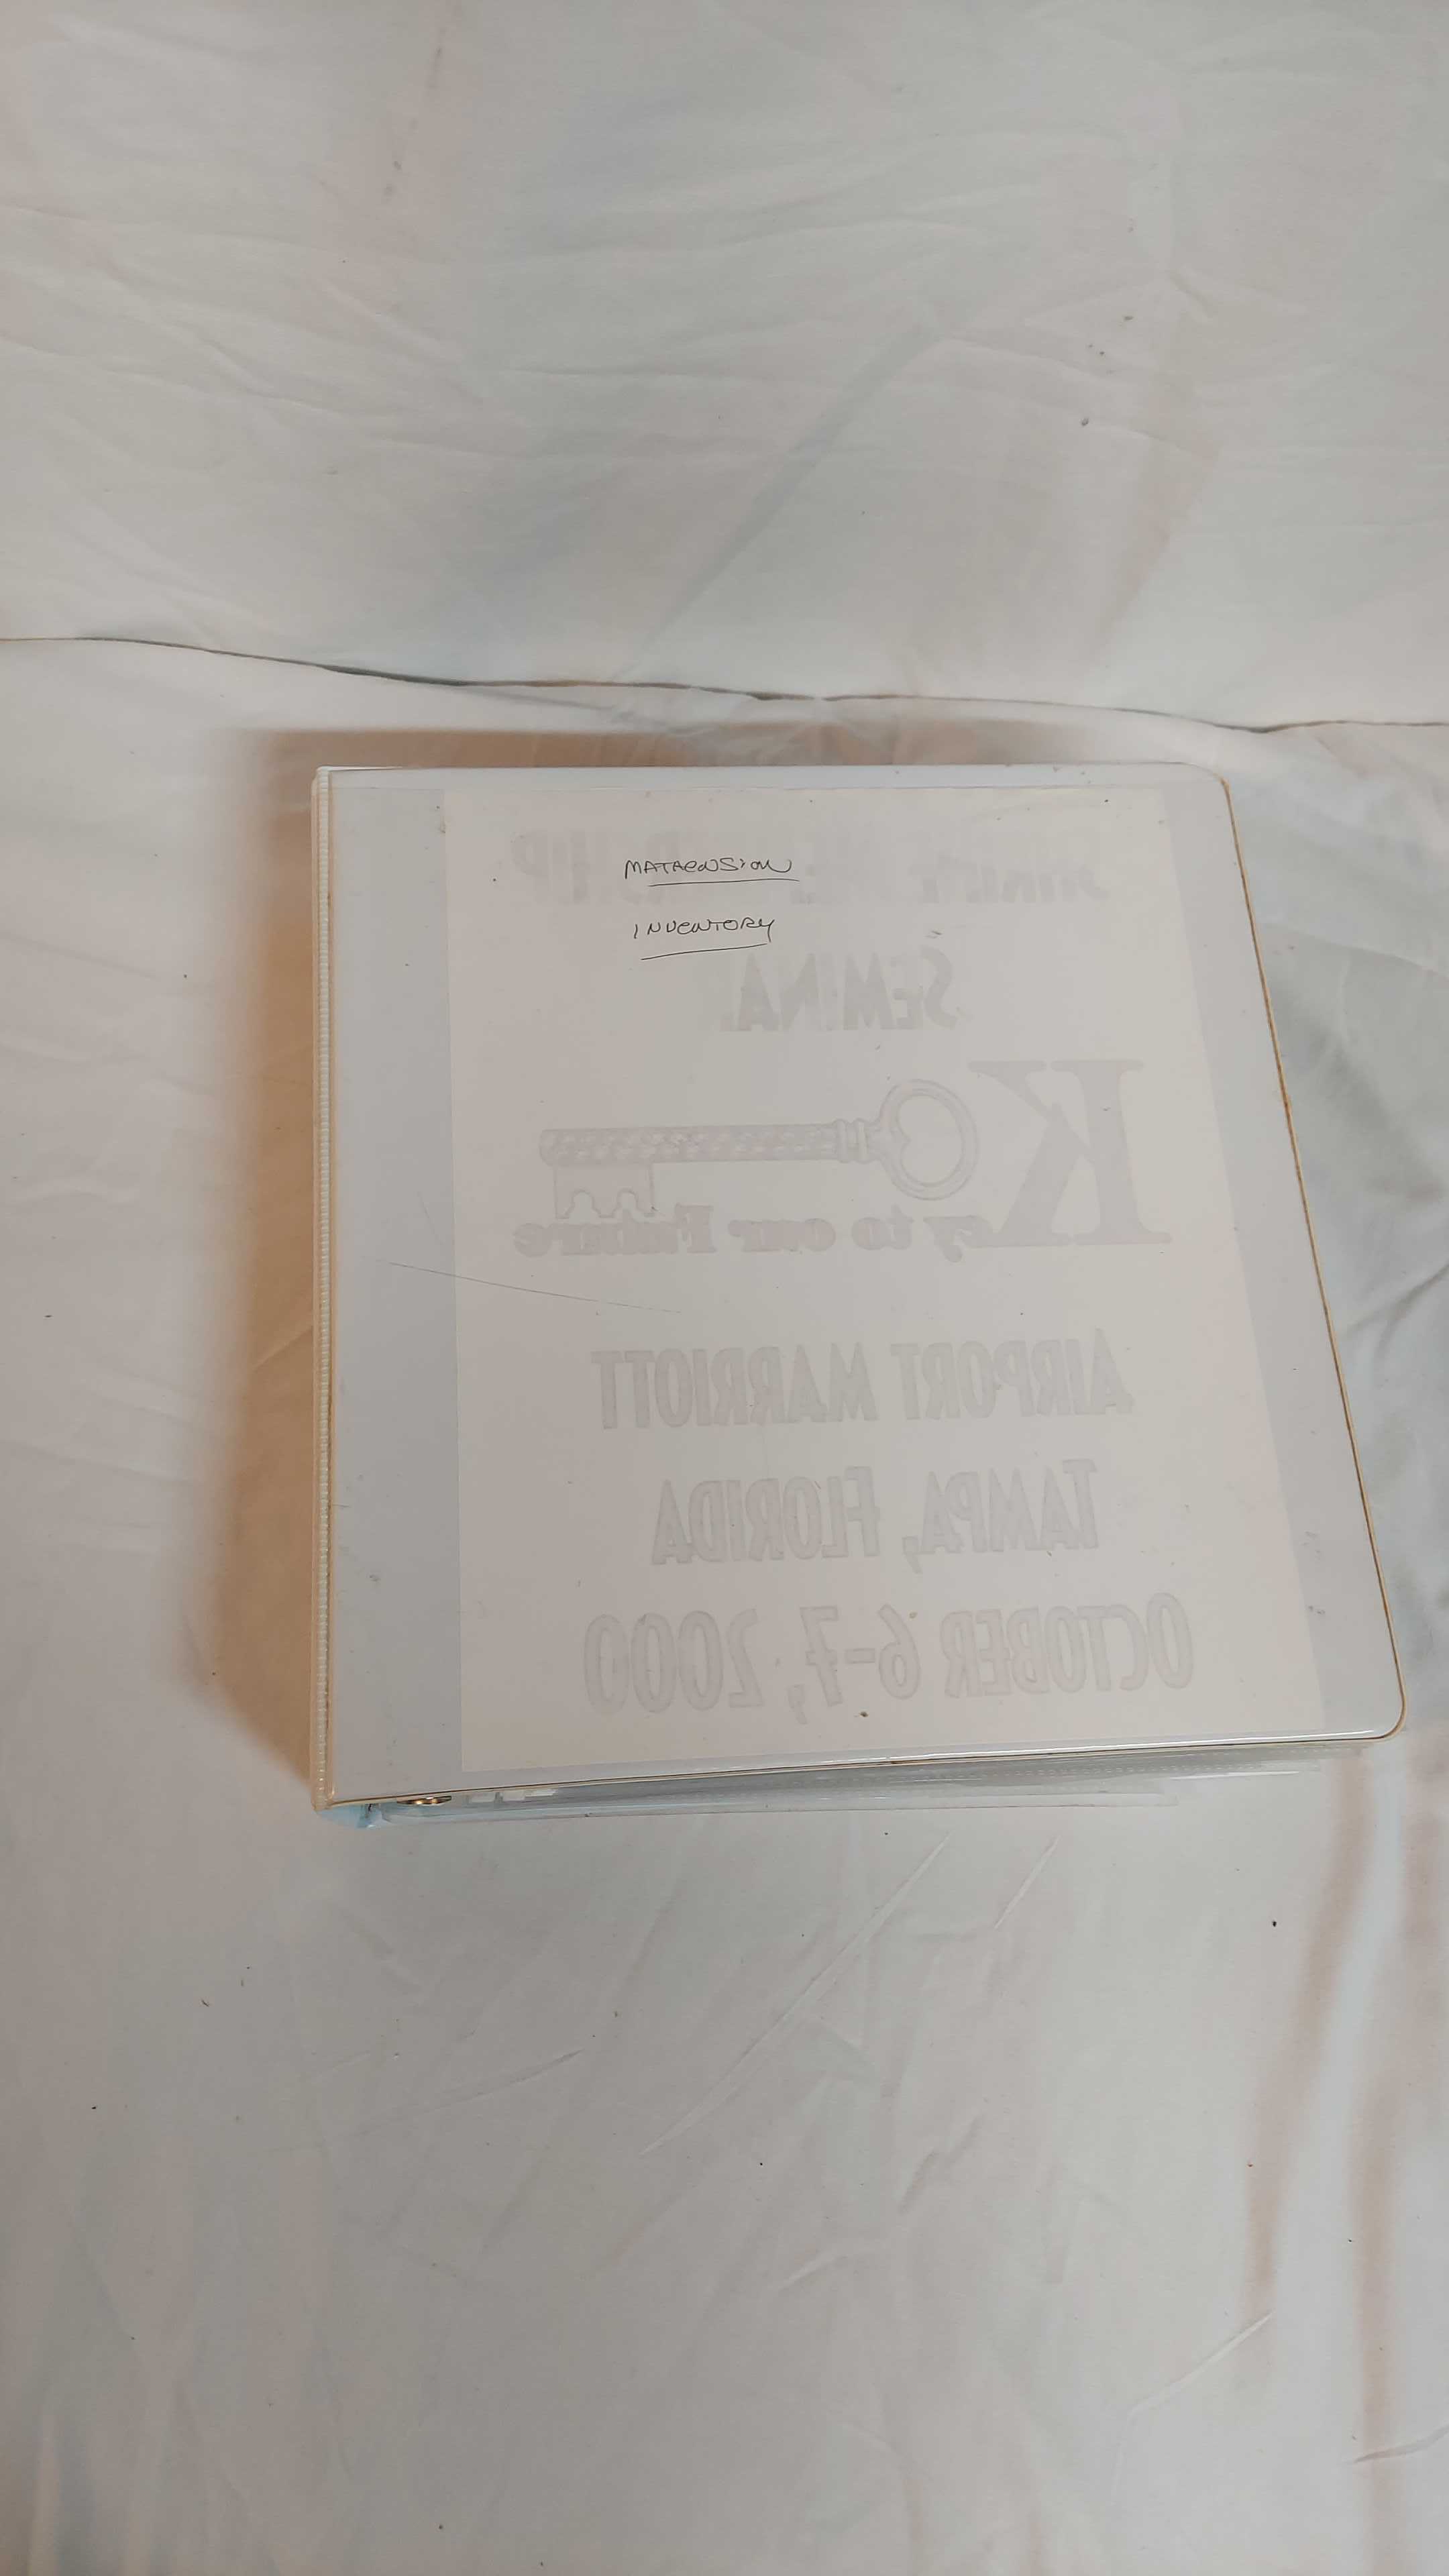 INVENTORY
SEMINAR
Key to our Future
AIRPORT MARRIOTT
TAMPA, FLORIDA
OCTOBER 6-7, 2000